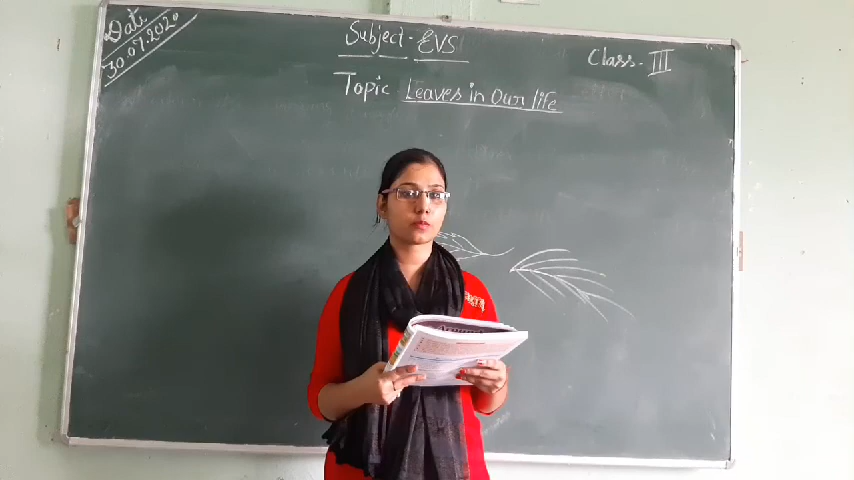 Date
30.07.2020
Subject - EVS
Class - III
Topic Leaves in Our life